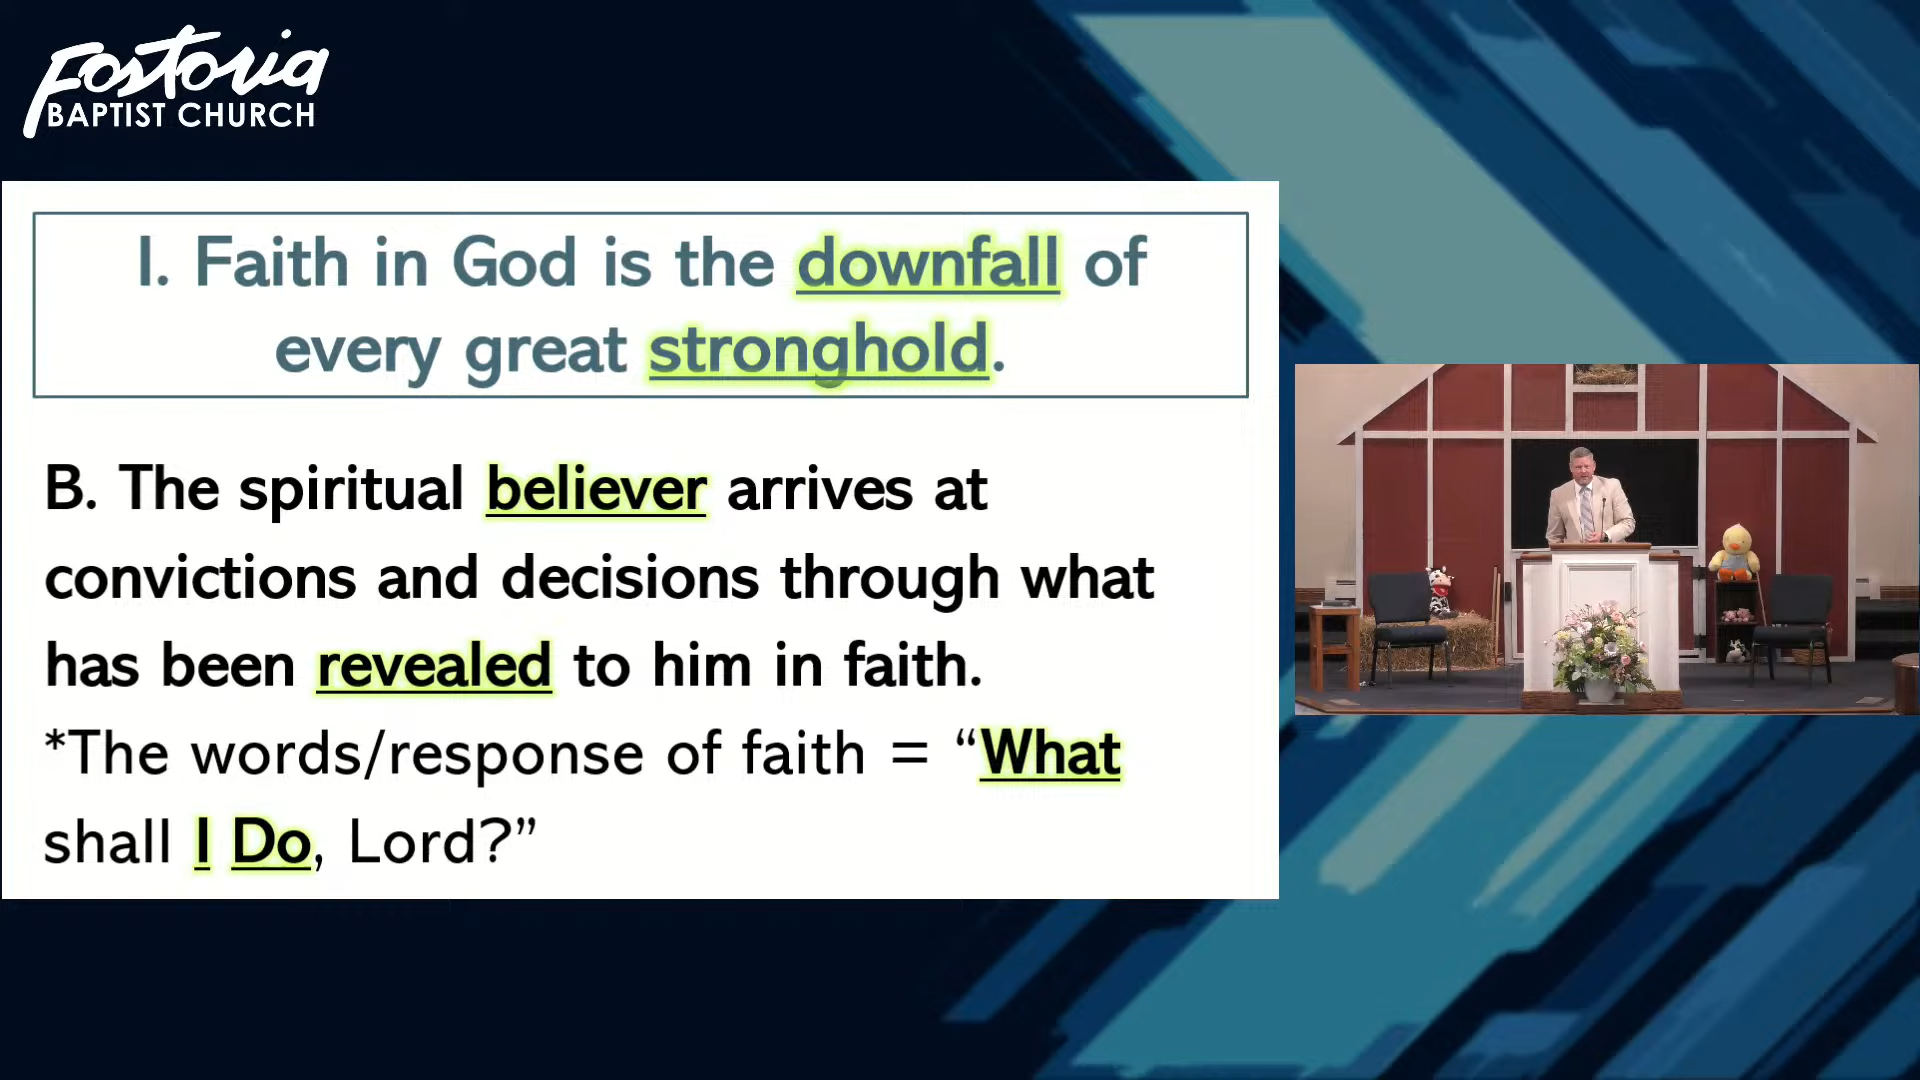 Fostoria
BAPTIST CHURCH
I. Faith in God is the downfall of
every great stronghold.
B. The spiritual believer arrives at
convictions and decisions through what
has been revealed to him in faith.
*The words/response of faith = “What
shall I Do, Lord?”